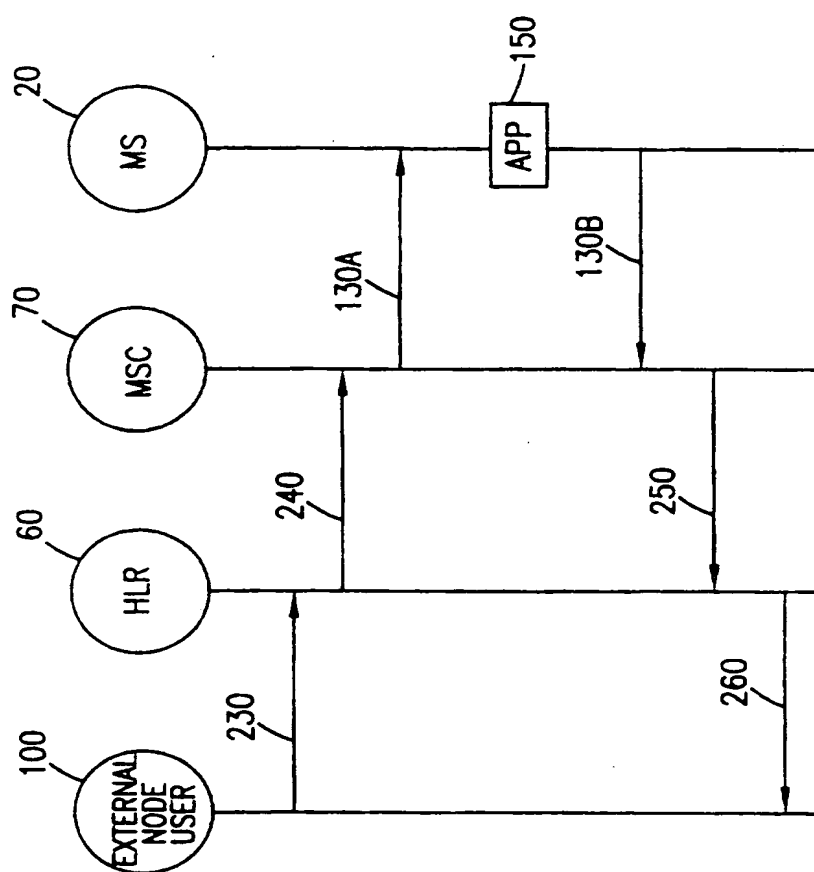 100
60
70
20
EXTERNAL
NODE
USER
HLR
MSC
MS
230
240
130A
APP
150
130B
250
260